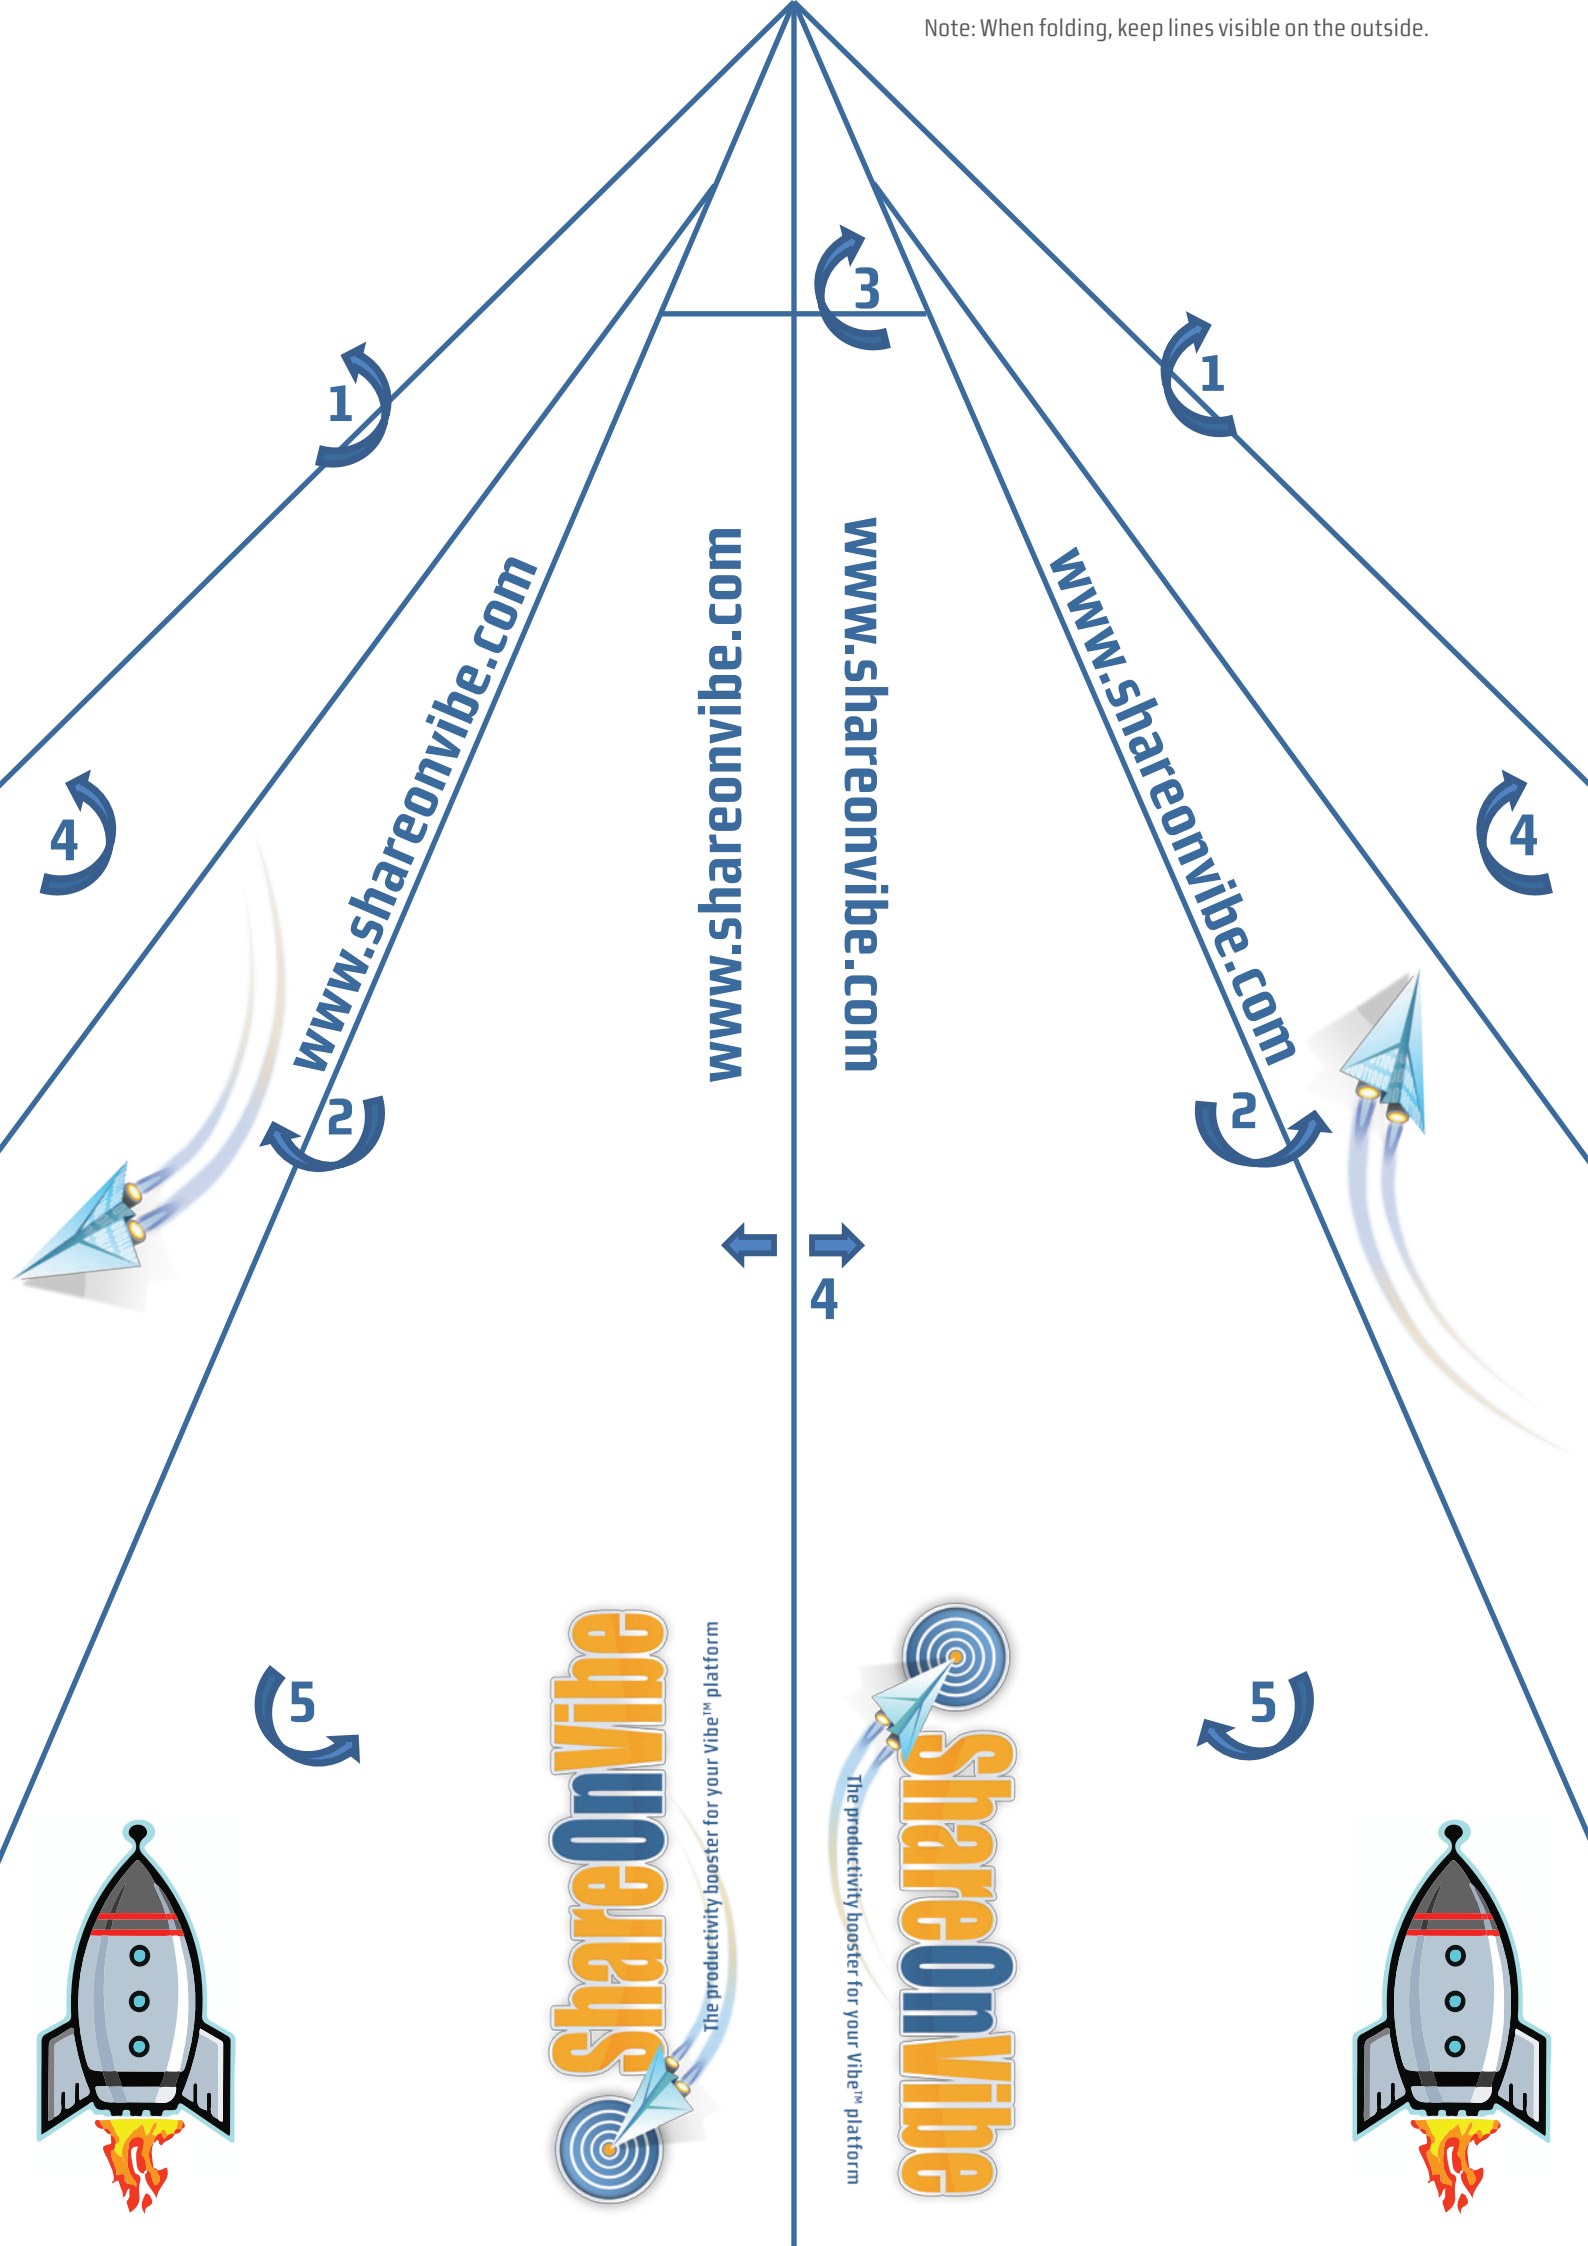 Note: When folding, keep lines visible on the outside.
3
1
1
www.shareonvibe.com
www.shareonvibe.com
www.shareonvibe.com
www.shareonvibe.com
4
4
2
2
4
5
5
ShareOnVibe
The productivity booster for your Vibe™ platform
ShareOnVibe
The productivity booster for your Vibe™ platform